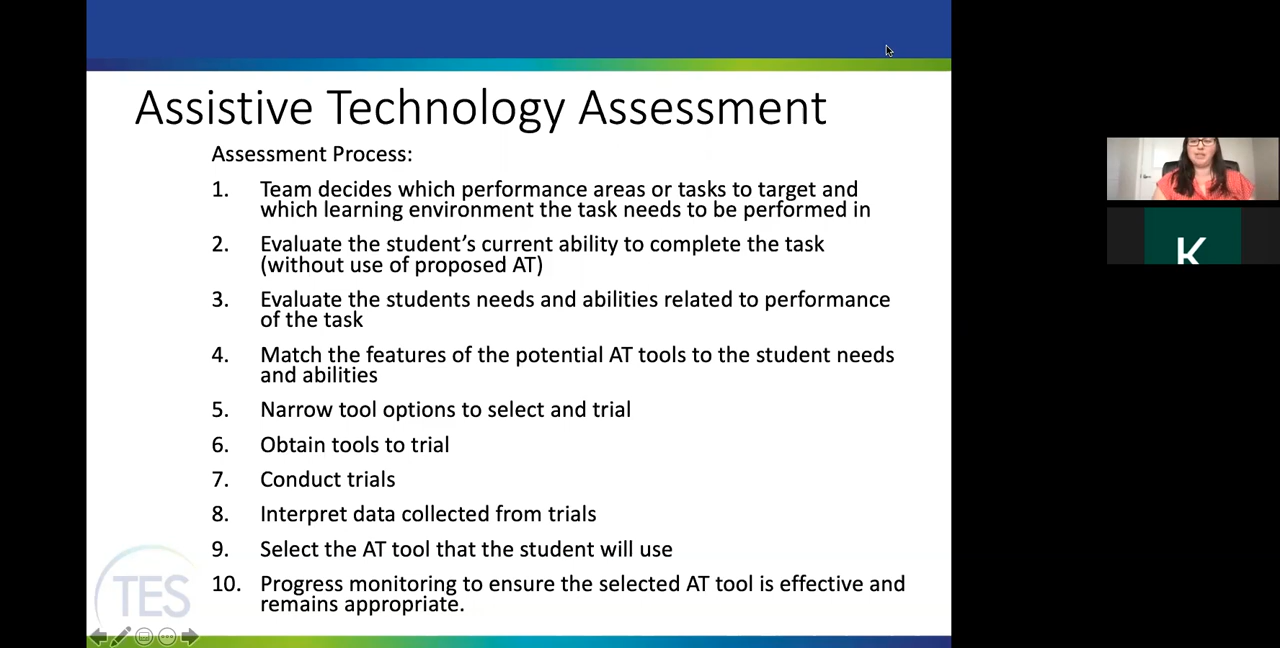 Assistive Technology Assessment
Assessment Process:
1. Team decides which performance areas or tasks to target and
which learning environment the task needs to be performed in
2. Evaluate the student’s current ability to complete the task
(without use of proposed AT)
3. Evaluate the students needs and abilities related to performance
of the task
4. Match the features of the potential AT tools to the student needs
and abilities
5. Narrow tool options to select and trial
6. Obtain tools to trial
7. Conduct trials
8. Interpret data collected from trials
9. Select the AT tool that the student will use
10. Progress monitoring to ensure the selected AT tool is effective and
remains appropriate.
TES
K